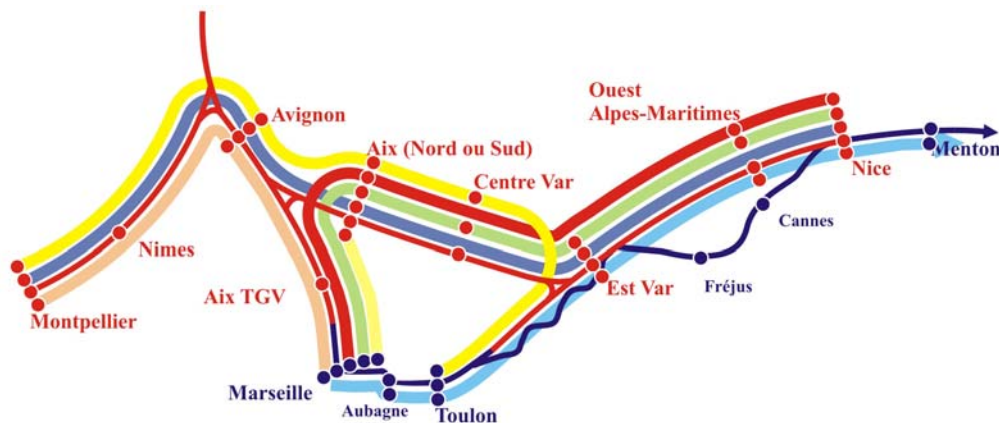 Ouest
Alpes-Maritimes
Avignon
Aix (Nord ou Sud)
Centre Var
Menton
Nice
Cannes
Nimes
Fréjus
Est Var
Aix TGV
Montpellier
Marseille
Aubagne
Toulon